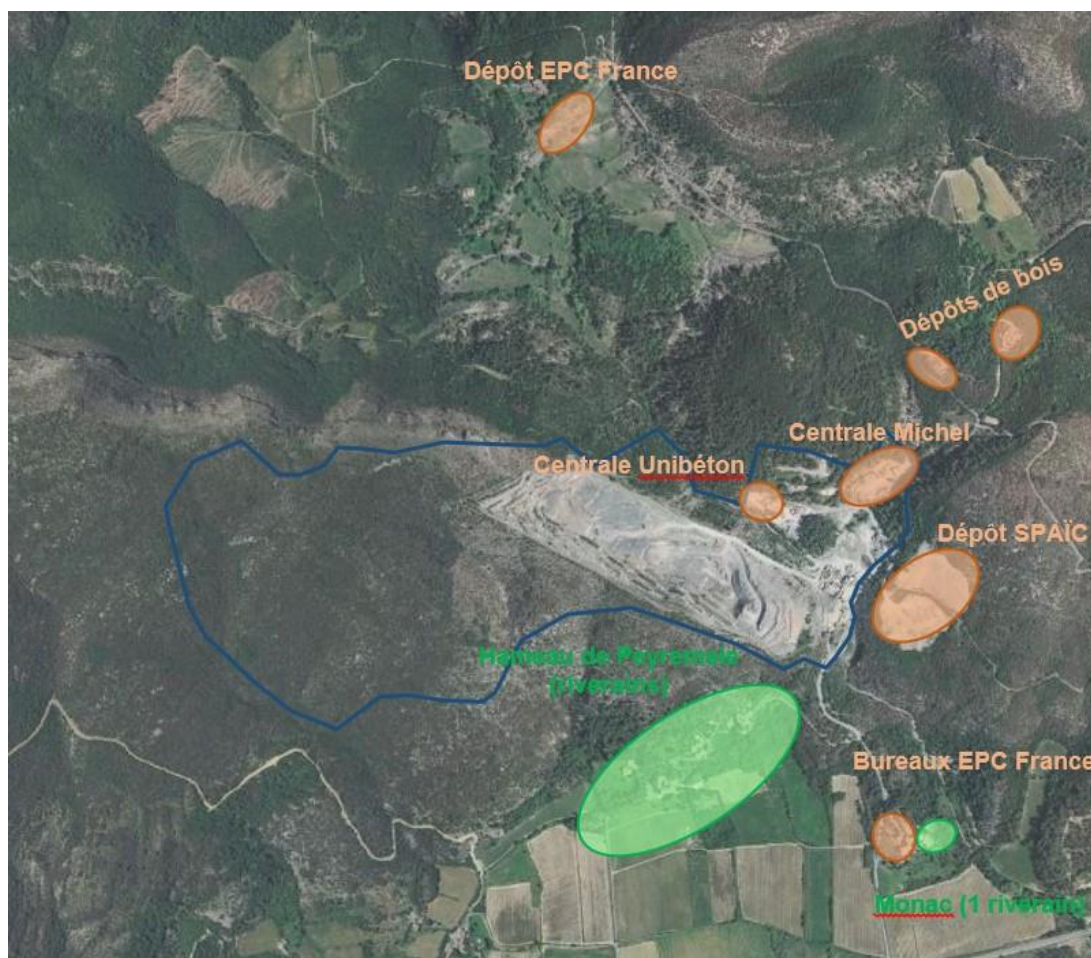 Dépôt EPC France
Dépôts de bois
Centrale Michel
Centrale Unibéton
Dépôt SPAÏC
Hameau de Peyremale
(riverains)
Bureaux EPC France
Monac (1 riverain)